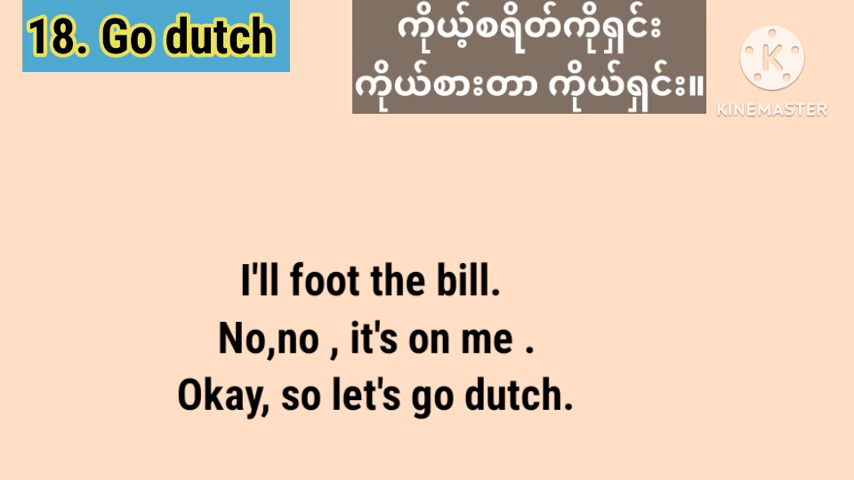 18. Go dutch
ကိုယ့်စရိတ်ကိုရှင်း
ကိုယ်စားတာ ကိုယ်ရှင်း။
KINEMASTER
I'll foot the bill.
No,no , it's on me .
Okay, so let's go dutch.